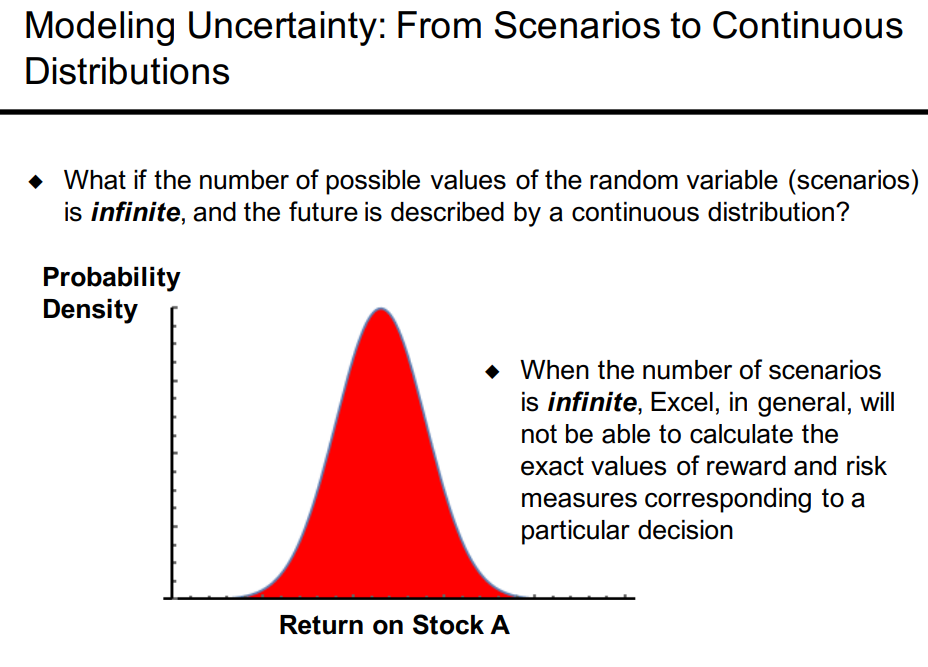 Modeling Uncertainty: From Scenarios to Continuous
Distributions
◆ What if the number of possible values of the random variable (scenarios)
is infinite, and the future is described by a continuous distribution?
Probability
Density
◆ When the number of scenarios
is infinite, Excel, in general, will
not be able to calculate the
exact values of reward and risk
measures corresponding to a
particular decision
Return on Stock A